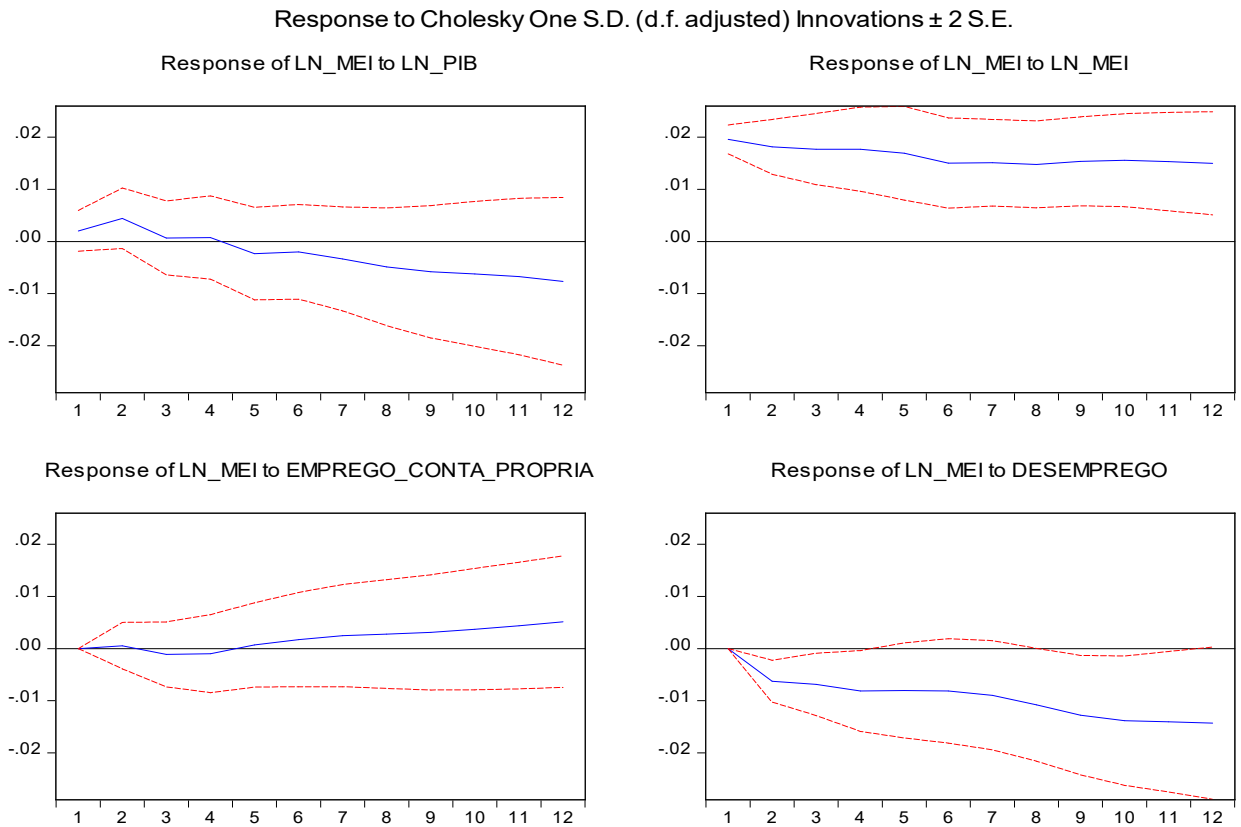 Response to Cholesky One S.D. (d.f. adjusted) Innovations ± 2 S.E.
Response of LN_MEI to LN_PIB
.02
.01
.00
-.01
-.02
1 2 3 4 5 6 7 8 9 10 11 12
Response of LN_MEI to LN_MEI
.02
.01
.00
-.01
-.02
1 2 3 4 5 6 7 8 9 10 11 12
Response of LN_MEI to EMPREGO_CONTA_PROPRIA
.02
.01
.00
-.01
-.02
1 2 3 4 5 6 7 8 9 10 11 12
Response of LN_MEI to DESEMPREGO
.02
.01
.00
-.01
-.02
1 2 3 4 5 6 7 8 9 10 11 12